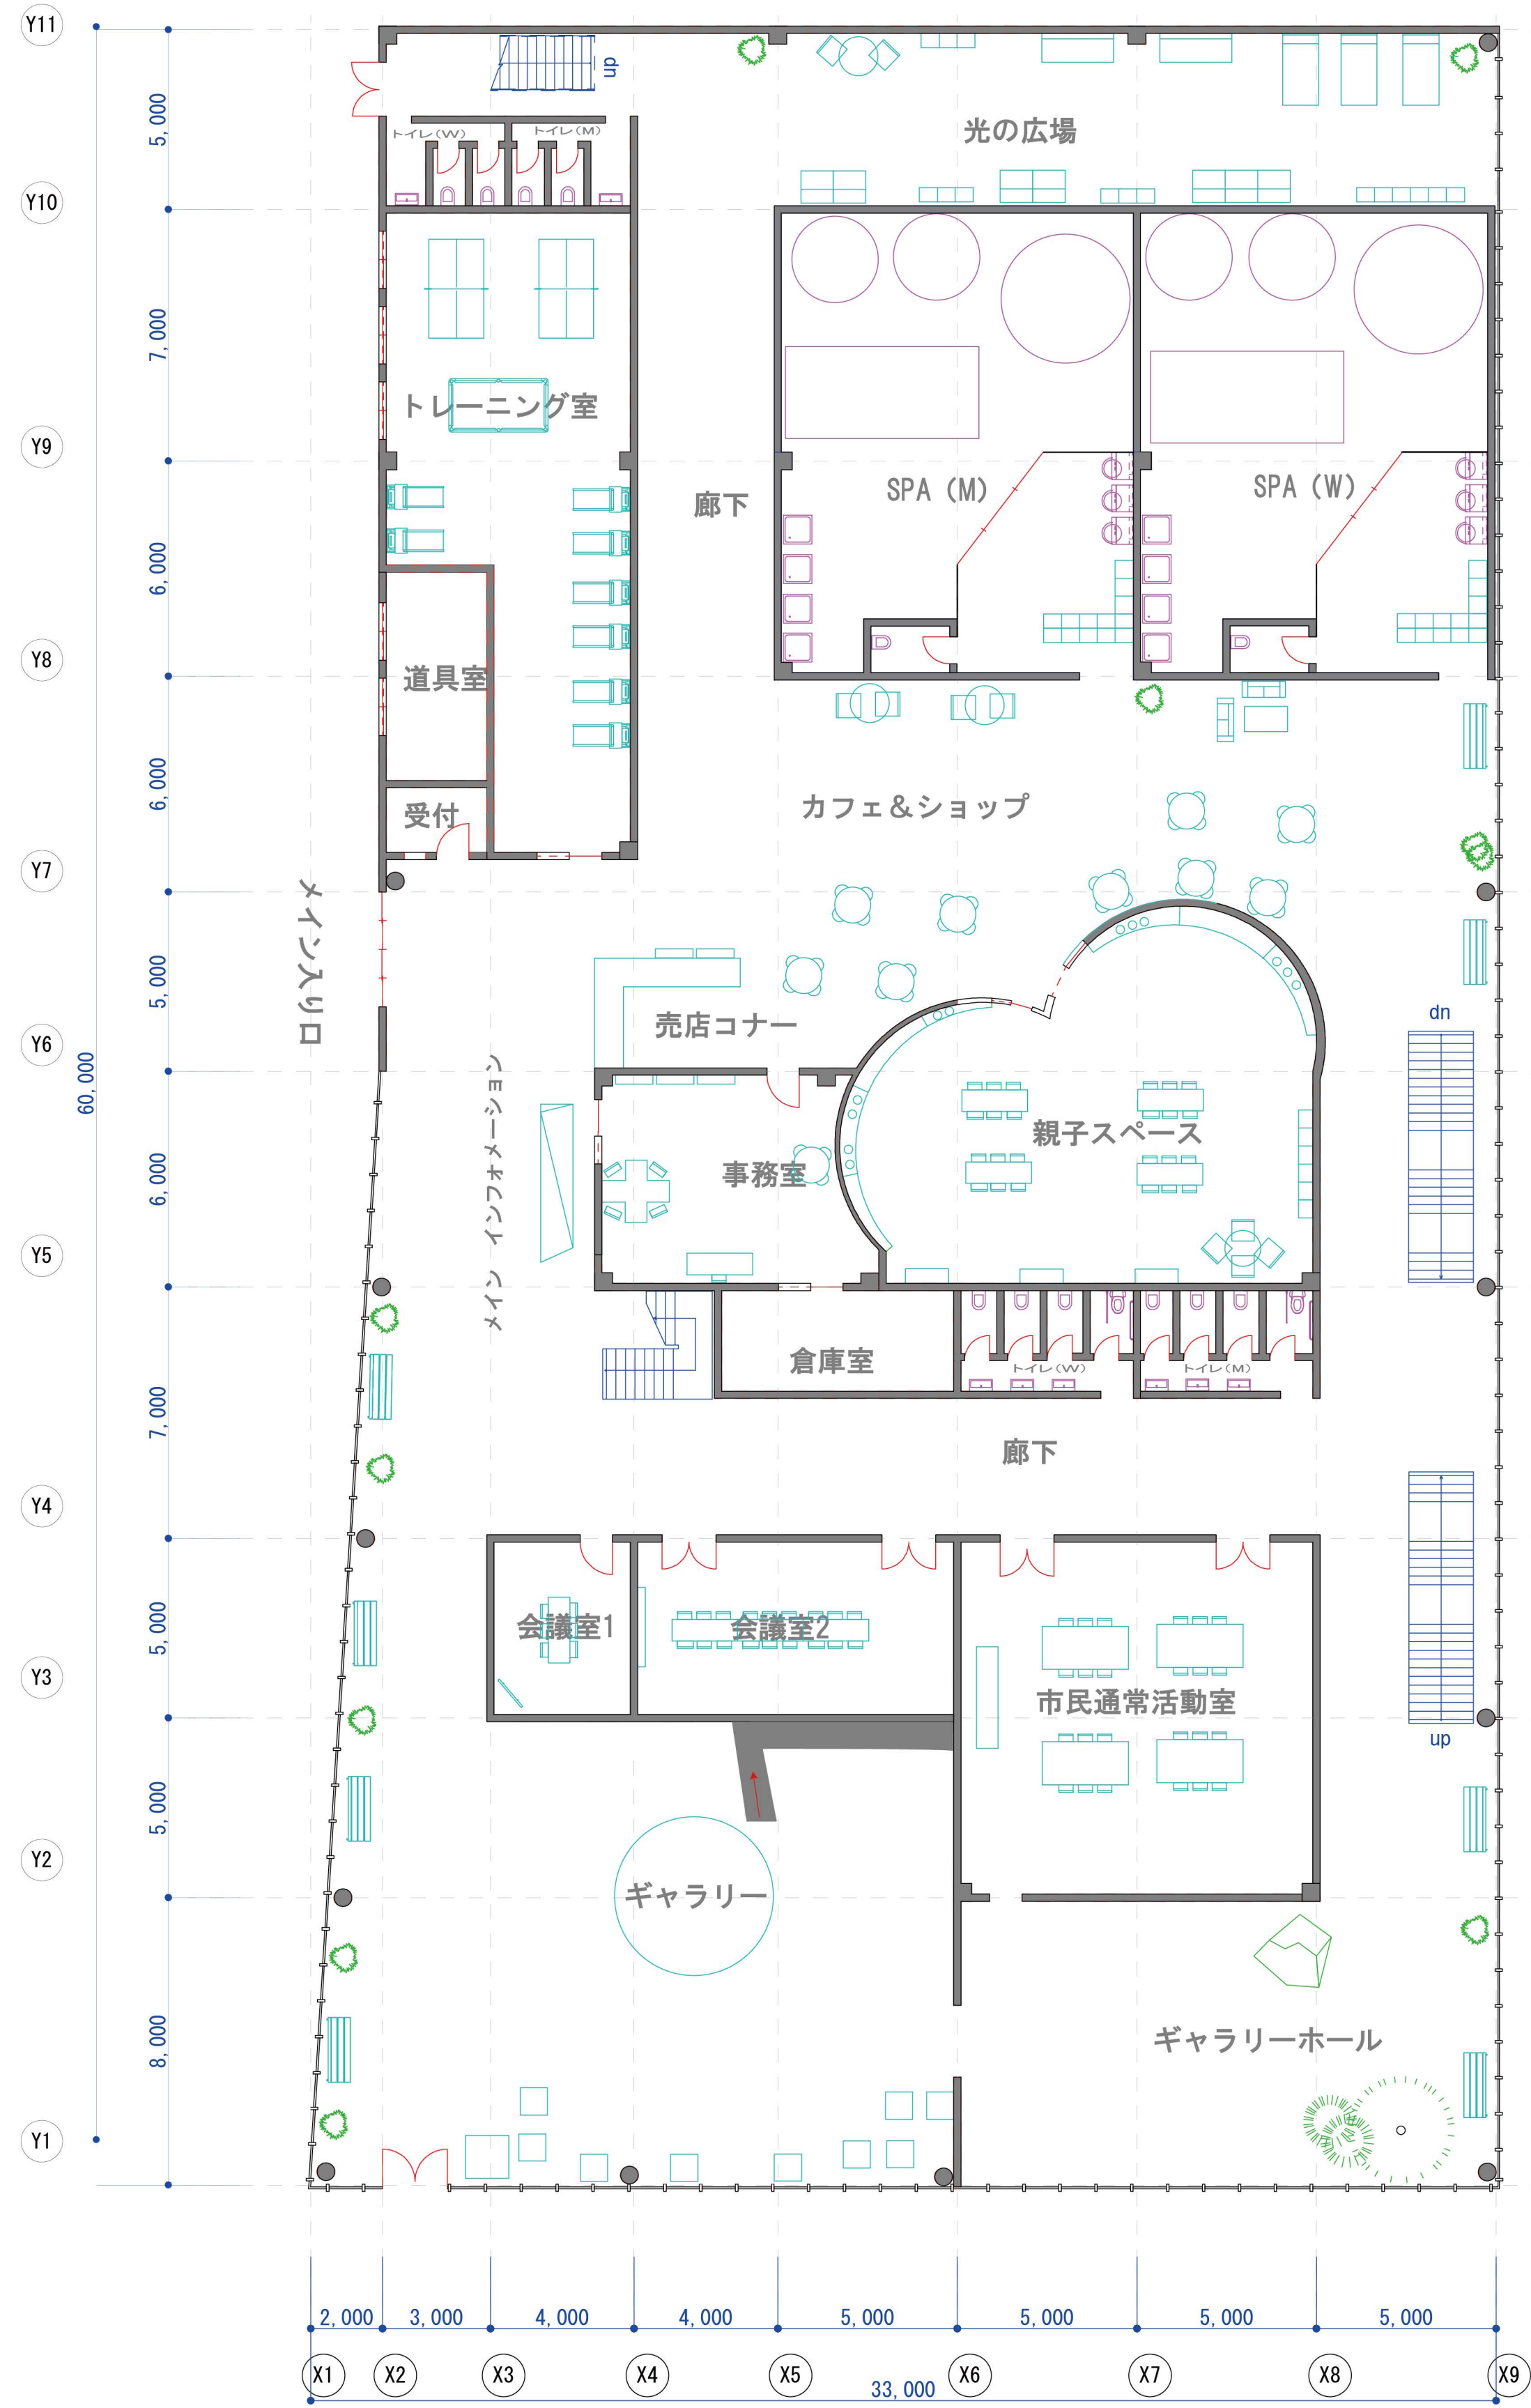 Y11
dn
5,000
トイレ(W)
トイレ(M)
光の広場
Y10
7,000
トレーニング室
Y9
SPA (M)
SPA (W)
廊下
6,000
Y8
道具室
6,000
受付
カフェ&ショップ
Y7
メイン入り口
5,000
売店コナー
dn
Y6
60,000
メイン インフォメーション
親子スペース
事務室
6,000
Y5
倉庫室
トイレ(W)
トイレ(M)
7,000
廊下
Y4
会議室1
会議室2
5,000
Y3
市民通常活動室
up
5,000
Y2
ギャラリー
ギャラリーホール
8,000
Y1
2,000
3,000
4,000
4,000
5,000
5,000
5,000
5,000
X1
X2
X3
X4
X5
X6
X7
X8
X9
33,000